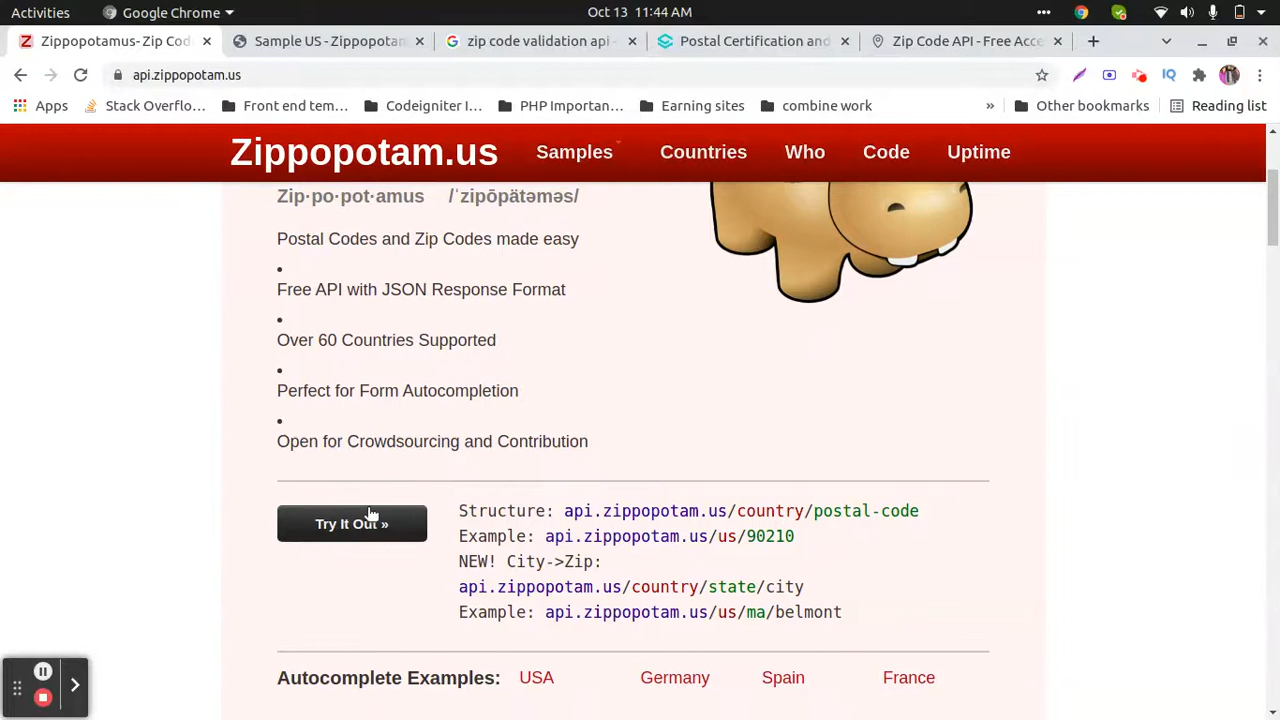 Activities
Google Chrome
Oct 13 11:44 AM
Zippopotamus- Zip Cod
Sample US - Zippopotan
zip code validation api -
Postal Certification and
Zip Code API - Free Acce
api.zippopotam.us
Apps
Stack Overflo...
Front end tem...
Codeigniter I...
PHP Importan...
Earning sites
combine work
»
Other bookmarks
Reading list
Zippopotam.us
Samples
Countries
Who
Code
Uptime
Zip·po·pot·amus /ˈzipōpätəməs/
Postal Codes and Zip Codes made easy
•
Free API with JSON Response Format
•
Over 60 Countries Supported
•
Perfect for Form Autocompletion
•
Open for Crowdsourcing and Contribution
Try It Out »
Structure: api.zippopotam.us/country/postal-code
Example: api.zippopotam.us/us/90210
NEW! City->Zip:
api.zippopotam.us/country/state/city
Example: api.zippopotam.us/us/ma/belmont
Autocomplete Examples:
USA
Germany
Spain
France